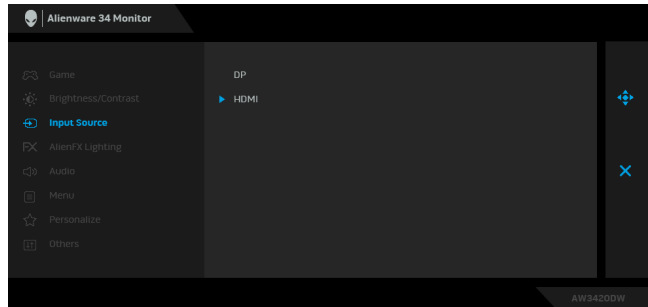 Alienware 34 Monitor
Game
Brightness/Contrast
Input Source
AlienFX Lighting
Audio
Menu
Personalize
Others
DP
HDMI
AW3420DW